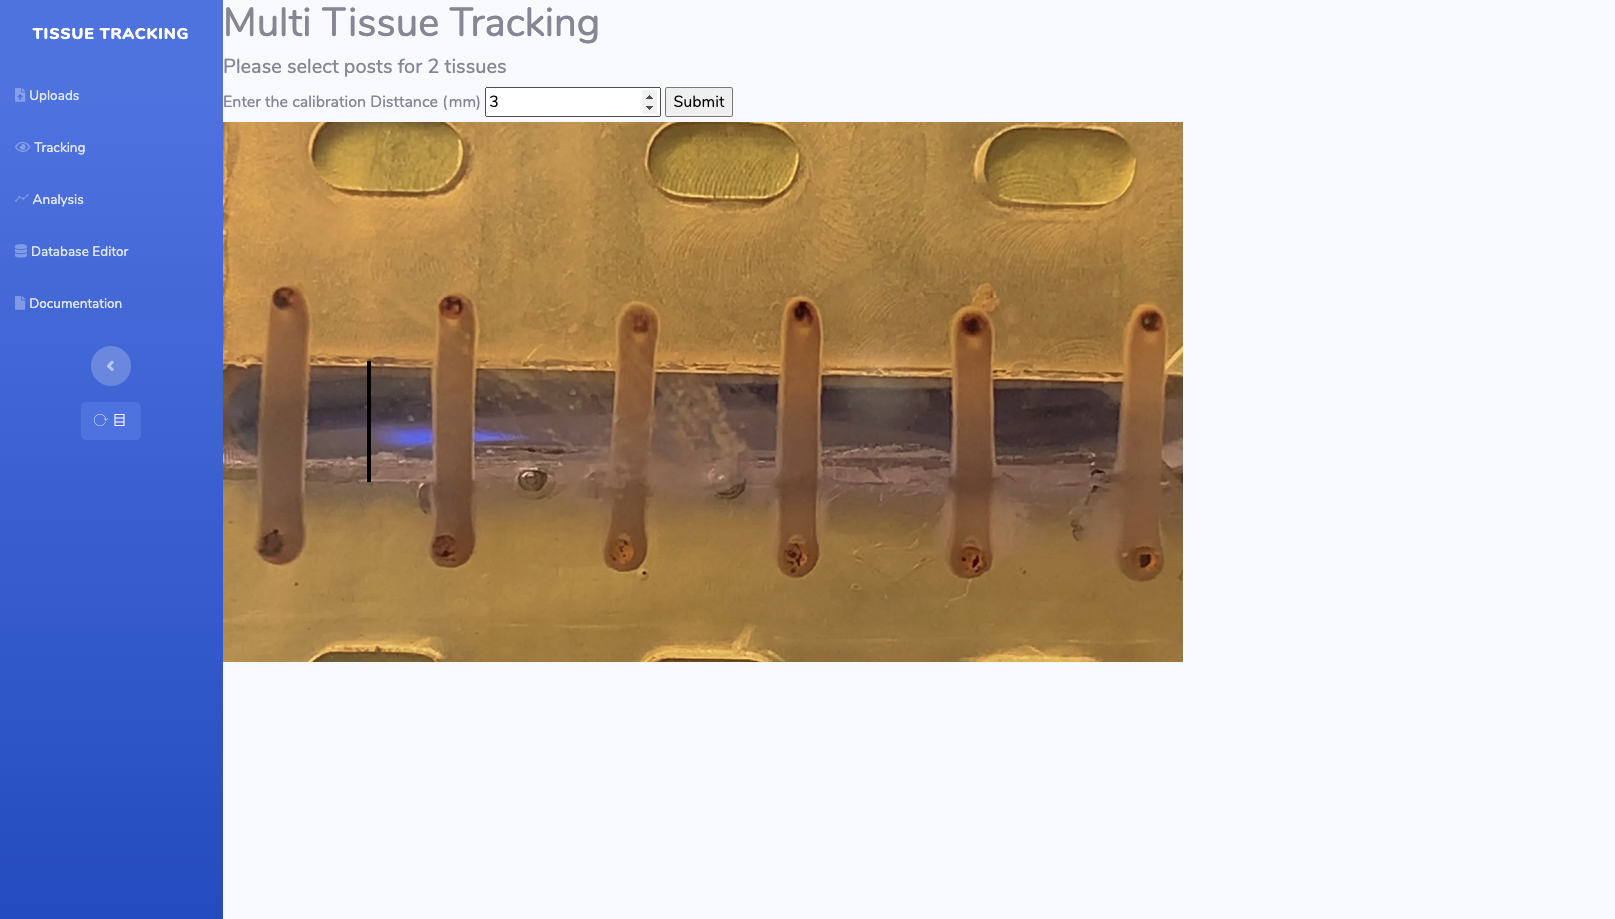 TISSUE TRACKING
Uploads
Tracking
Analysis
Database Editor
Documentation
Multi Tissue Tracking
Please select posts for 2 tissues
Enter the calibration Disttance (mm) 3 Submit